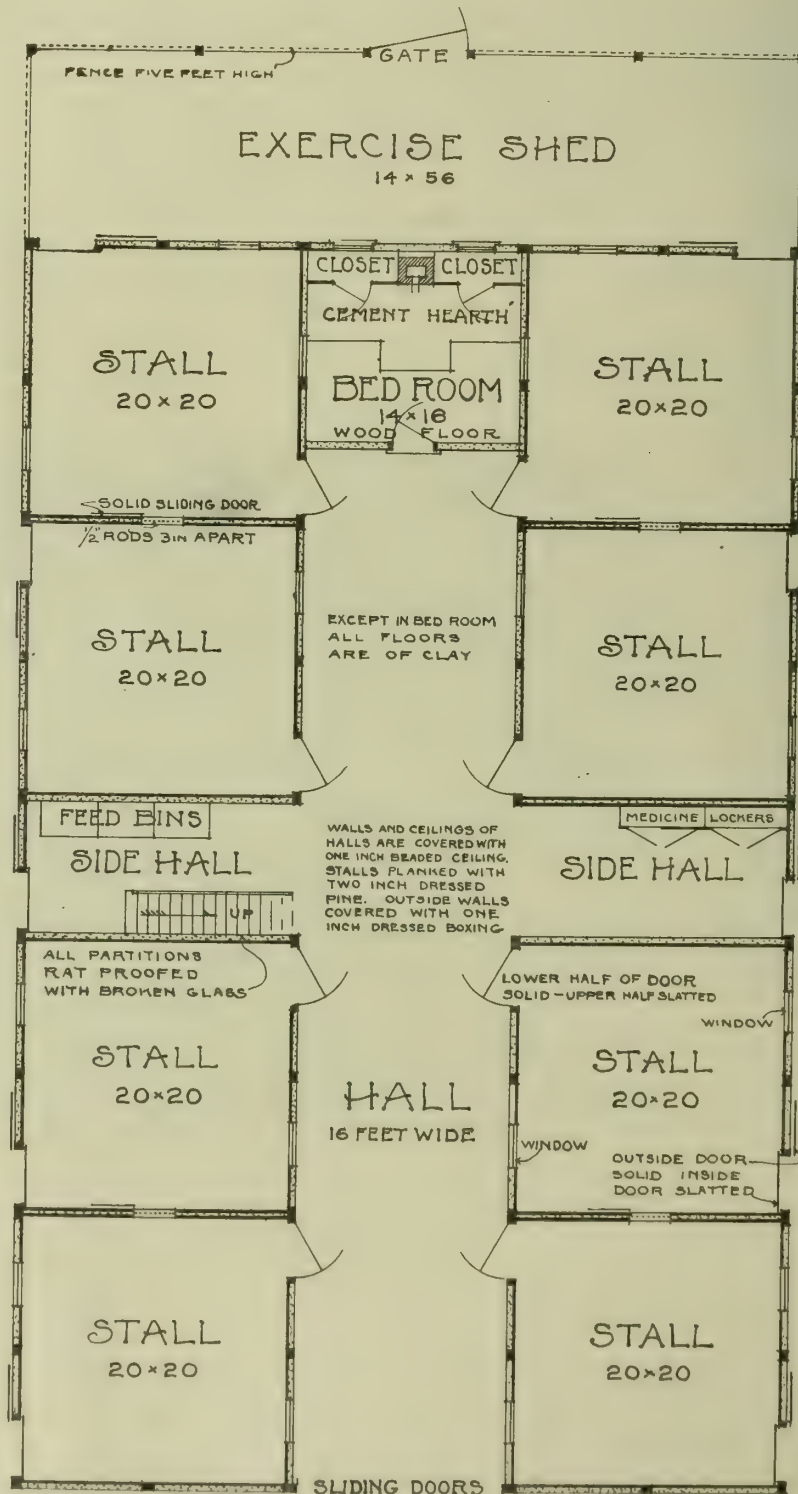 GATE
FENCE FIVE FEET HIGH
EXERCISE SHED
14 × 56
CLOSET
CLOSET
CEMENT HEARTH
STALL
20 × 20
BED ROOM
14 × 16
WOOD FLOOR
STALL
20 × 20
SOLID SLIDING DOOR
1/2" RODS 3IN APART
STALL
20 × 20
EXCEPT IN BED ROOM
ALL FLOORS
ARE OF CLAY
STALL
20 × 20
FEED BINS
SIDE HALL
UP
WALLS AND CEILINGS OF
HALLS ARE COVERED WITH
ONE INCH BEADED CEILING.
STALLS PLANKED WITH
TWO INCH DRESSED
PINE. OUTSIDE WALLS
COVERED WITH ONE
INCH DRESSED BOXING
MEDICINE LOCKERS
SIDE HALL
ALL PARTITIONS
RAT PROOFED
WITH BROKEN GLASS
LOWER HALF OF DOOR
SOLID-UPPER HALF SLATTED
WINDOW
STALL
20 × 20
HALL
16 FEET WIDE
STALL
20 × 20
WINDOW
OUTSIDE DOOR
SOLID INSIDE
DOOR SLATTED
STALL
20 × 20
STALL
20 × 20
SLIDING DOORS